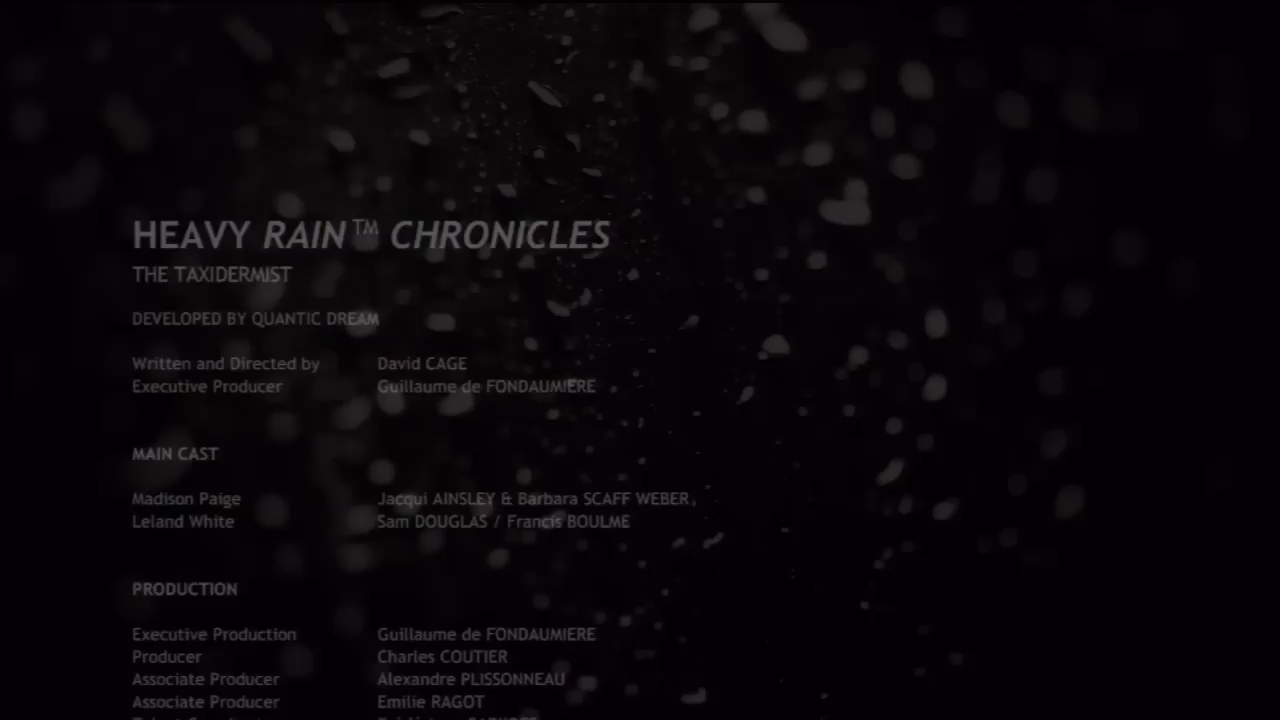 HEAVY RAIN™ CHRONICLES
THE TAXIDERMIST
DEVELOPED BY QUANTIC DREAM
Written and Directed by David CAGE
Executive Producer Guillaume de FONDAUMIERE
MAIN CAST
Madison Paige Jacqui AINSLEY & Barbara SCAFF WEBER,
Leland White Sam DOUGLAS / Francis BOULME
PRODUCTION
Executive Production Guillaume de FONDAUMIERE
Producer Charles COUTIER
Associate Producer Alexandre PLISSONNEAU
Associate Producer Emilie RAGOT